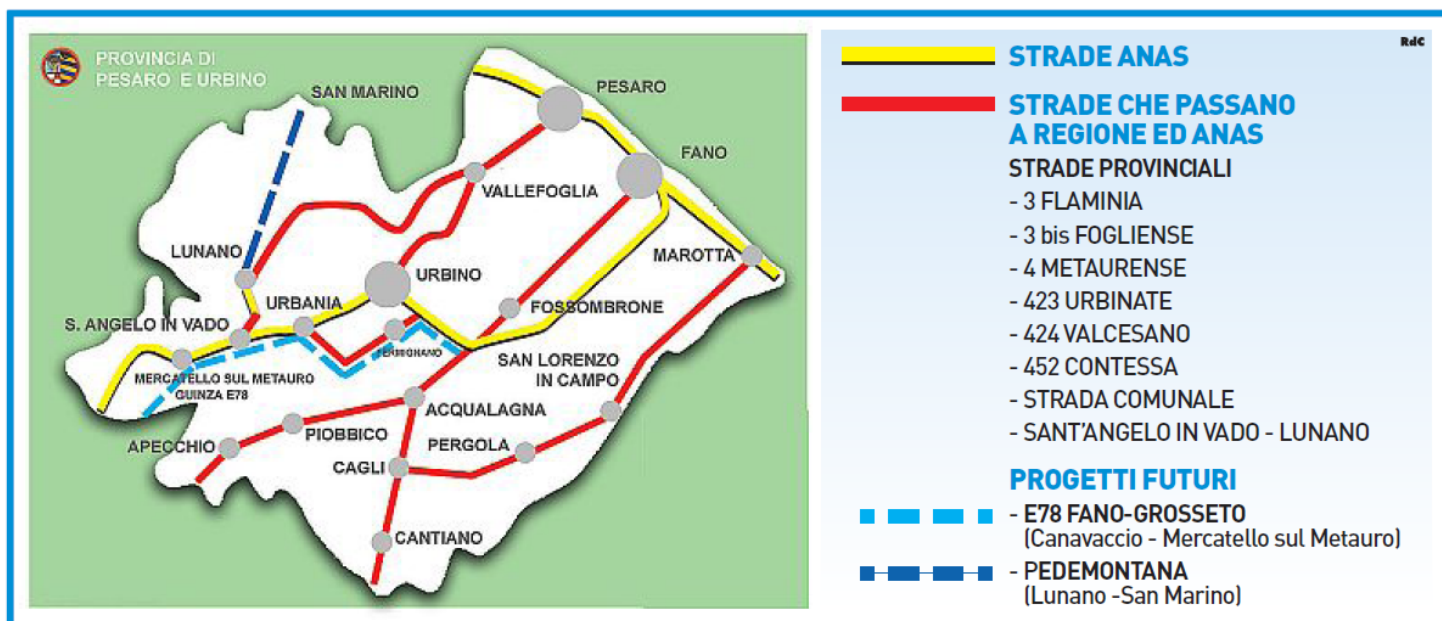 PROVINCIA DI
PESARO E URBINO
SAN MARINO
PESARO
FANO
VALLEFOGLIA
LUNANO
MAROTTA
URBINO
URBANIA
FOSSOMBRONE
S. ANGELO IN VADO
FERMIGNANO
SAN LORENZO
IN CAMPO
MERCATELLO SUL METAURO
GUINZA E78
ACQUALAGNA
PIOBBICO
APECCHIO
PERGOLA
CAGLI
CANTIANO
RdC
STRADE ANAS
STRADE CHE PASSANO
A REGIONE ED ANAS
STRADE PROVINCIALI
- 3 FLAMINIA
- 3 bis FOGLIENSE
- 4 METAURENSE
- 423 URBINATE
- 424 VALCESANO
- 452 CONTESSA
- STRADA COMUNALE
- SANT'ANGELO IN VADO - LUNANO
PROGETTI FUTURI
- E78 FANO-GROSSETO
(Canavaccio - Mercatello sul Metauro)
- PEDEMONTANA
(Lunano -San Marino)